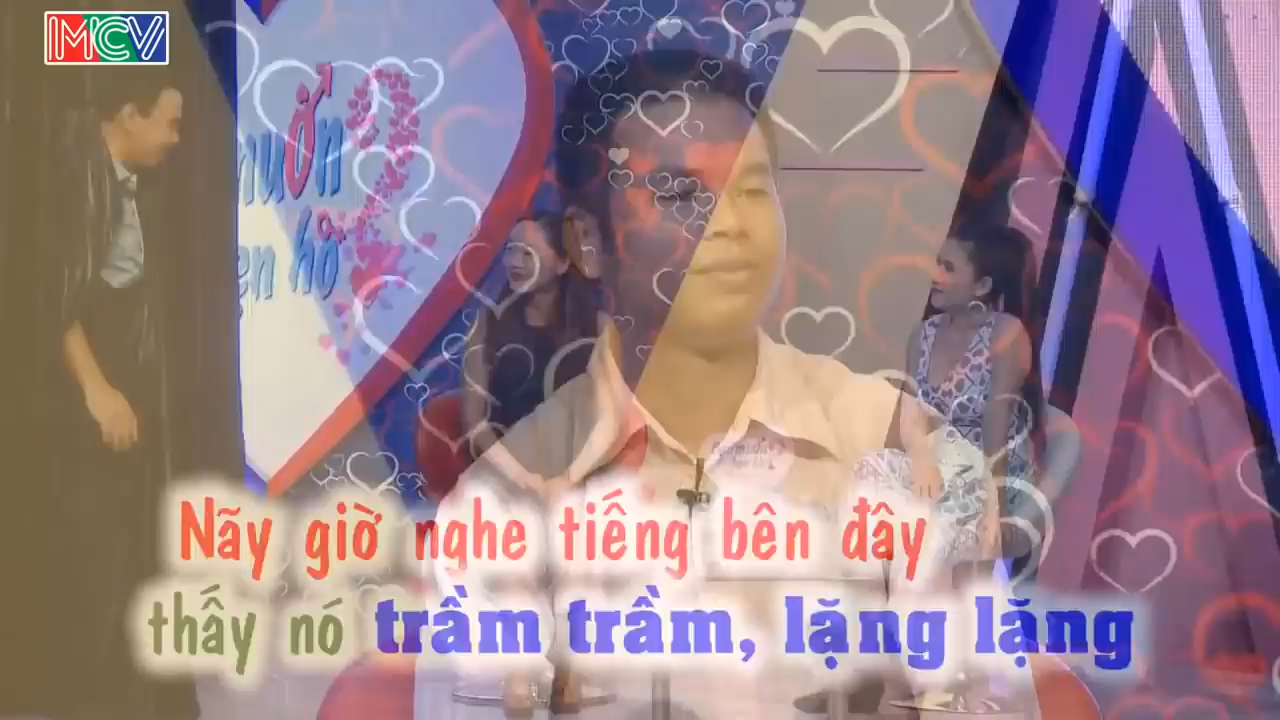 MCV
Nãy giờ nghe tiếng bên đây
thấy nó trầm trầm, lặng lặng